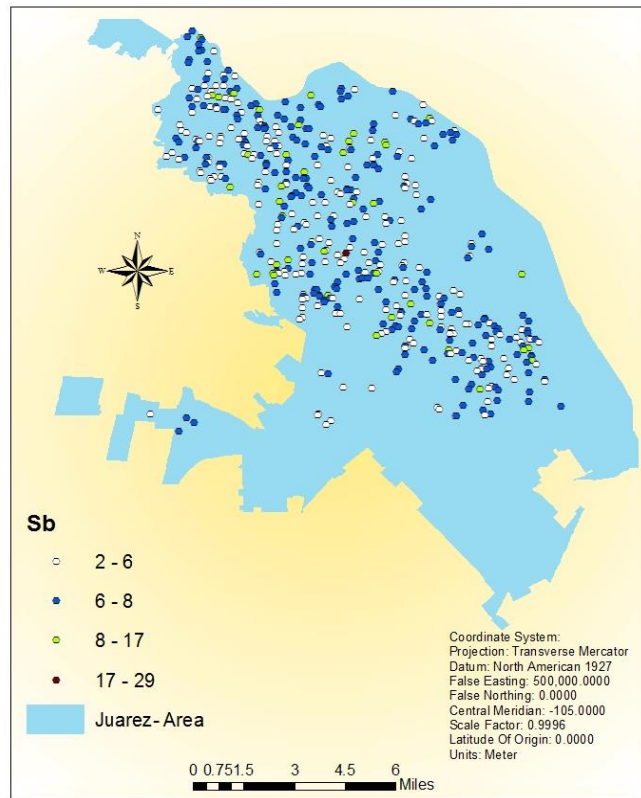 N
W
E
S
Sb
2 - 6
6 - 8
8 - 17
17 - 29
Juarez- Area
Coordinate System:
Projection: Transverse Mercator
Datum: North American 1927
False Easting: 500,000.0000
False Northing: 0.0000
Central Meridian: -105.0000
Scale Factor: 0.9996
Latitude Of Origin: 0.0000
Units: Meter
0 0.751.5 3 4.5 6
Miles